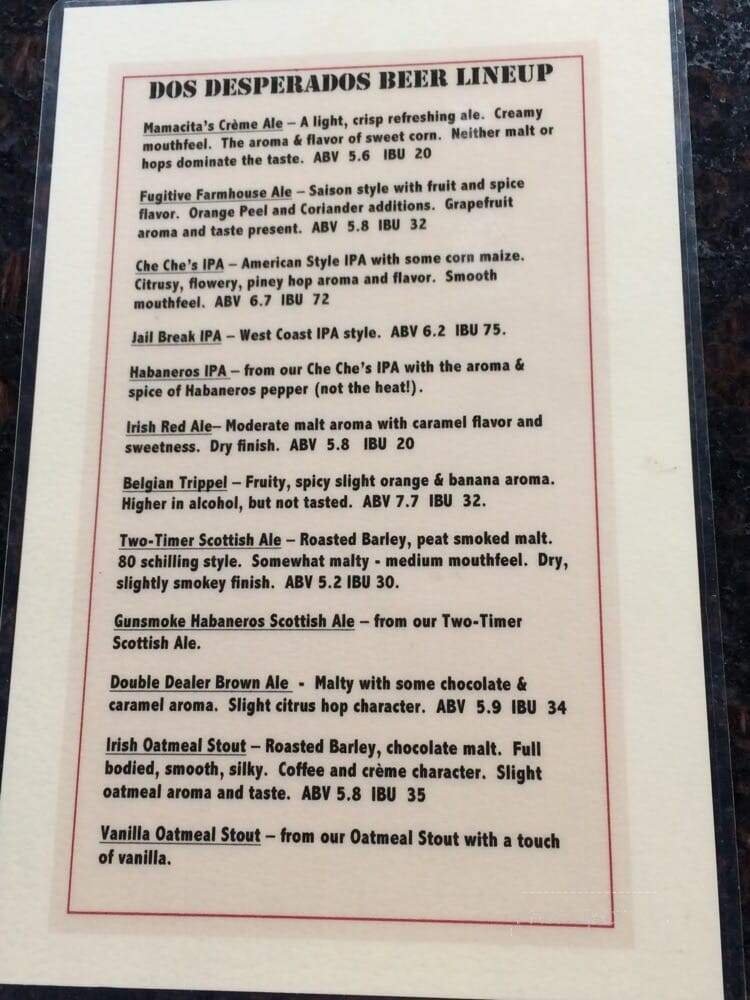 DOS DESPERADOS BEER LINEUP
Mamacita's Crème Ale – A light, crisp refreshing ale. Creamy
mouthfeel. The aroma & flavor of sweet corn. Neither malt or
hops dominate the taste. ABV 5.6 IBU 20
Fugitive Farmhouse Ale – Saison style with fruit and spice
flavor. Orange Peel and Coriander additions. Grapefruit
aroma and taste present. ABV 5.8 IBU 32
Che Che's IPA – American Style IPA with some corn maize.
Citrusy, flowery, piney hop aroma and flavor. Smooth
mouthfeel. ABV 6.7 IBU 72
Jail Break IPA – West Coast IPA style. ABV 6.2 IBU 75.
Habaneros IPA – from our Che Che's IPA with the aroma &
spice of Habaneros pepper (not the heat!).
Irish Red Ale– Moderate malt aroma with caramel flavor and
sweetness. Dry finish. ABV 5.8 IBU 20
Belgian Trippel – Fruity, spicy slight orange & banana aroma.
Higher in alcohol, but not tasted. ABV 7.7 IBU 32.
Two-Timer Scottish Ale – Roasted Barley, peat smoked malt.
80 schilling style. Somewhat malty - medium mouthfeel. Dry,
slightly smokey finish. ABV 5.2 IBU 30.
Gunsmoke Habaneros Scottish Ale – from our Two-Timer
Scottish Ale.
Double Dealer Brown Ale - Malty with some chocolate &
caramel aroma. Slight citrus hop character. ABV 5.9 IBU 34
Irish Oatmeal Stout – Roasted Barley, chocolate malt. Full
bodied, smooth, silky. Coffee and crème character. Slight
oatmeal aroma and taste. ABV 5.8 IBU 35
Vanilla Oatmeal Stout – from our Oatmeal Stout with a touch
of vanilla.